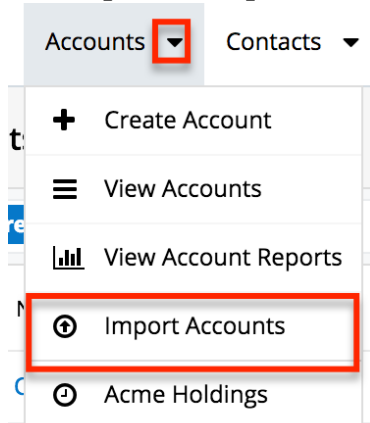 Accounts Contacts
Create Account
View Accounts
View Account Reports
Import Accounts
Acme Holdings